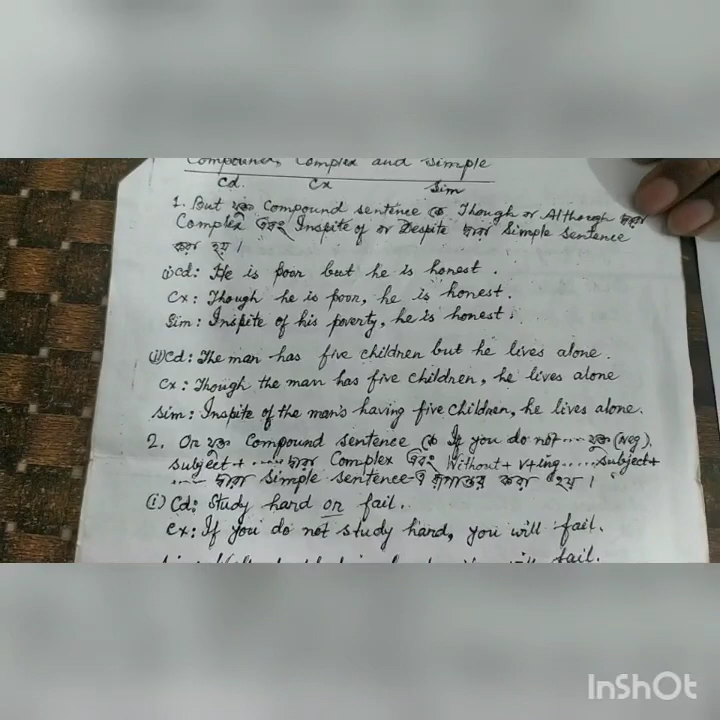 Compound, Complex and Simple
Cd. Cx Sim
1. But যুক্ত Compound sentence কে Though or Although দ্বারা
Complex এবং Inspite of or Despite দ্বারা Simple sentence
করা হয়।
(i) Cd: He is poor but he is honest.
Cx: Though he is poor, he is honest.
Sim: Inspite of his poverty, he is honest.
(ii) Cd: The man has five children but he lives alone.
Cx: Though the man has five children, he lives alone
Sim: Inspite of the man's having five children, he lives alone.
2. Or যুক্ত Compound sentence কে If you do not .... যুক্ত (Neg).
Subject + ..... দ্বারা Complex এবং Without + V+ing ..... Subject +
.... দ্বারা Simple sentence-এ রূপান্তর করা হয়।
(i) Cd: Study hard or fail.
Cx: If you do not study hard, you will fail.
fail.
InShOt